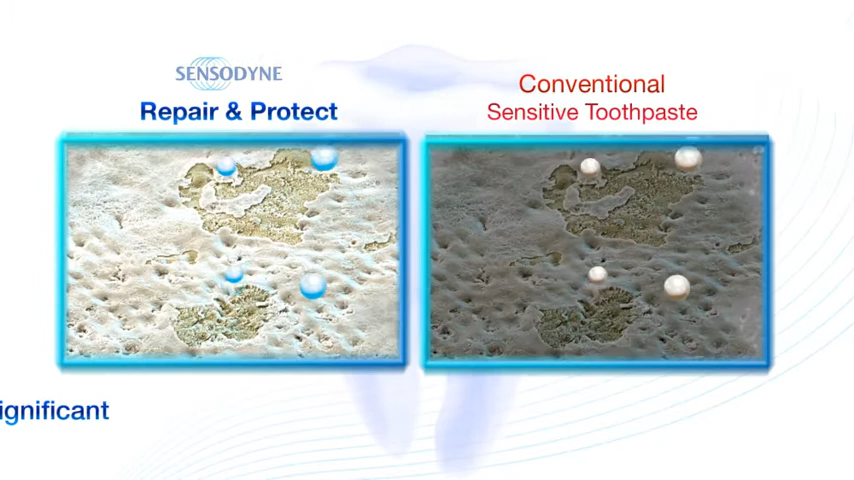 SENSODYNE
Repair & Protect
Conventional
Sensitive Toothpaste
ignificant